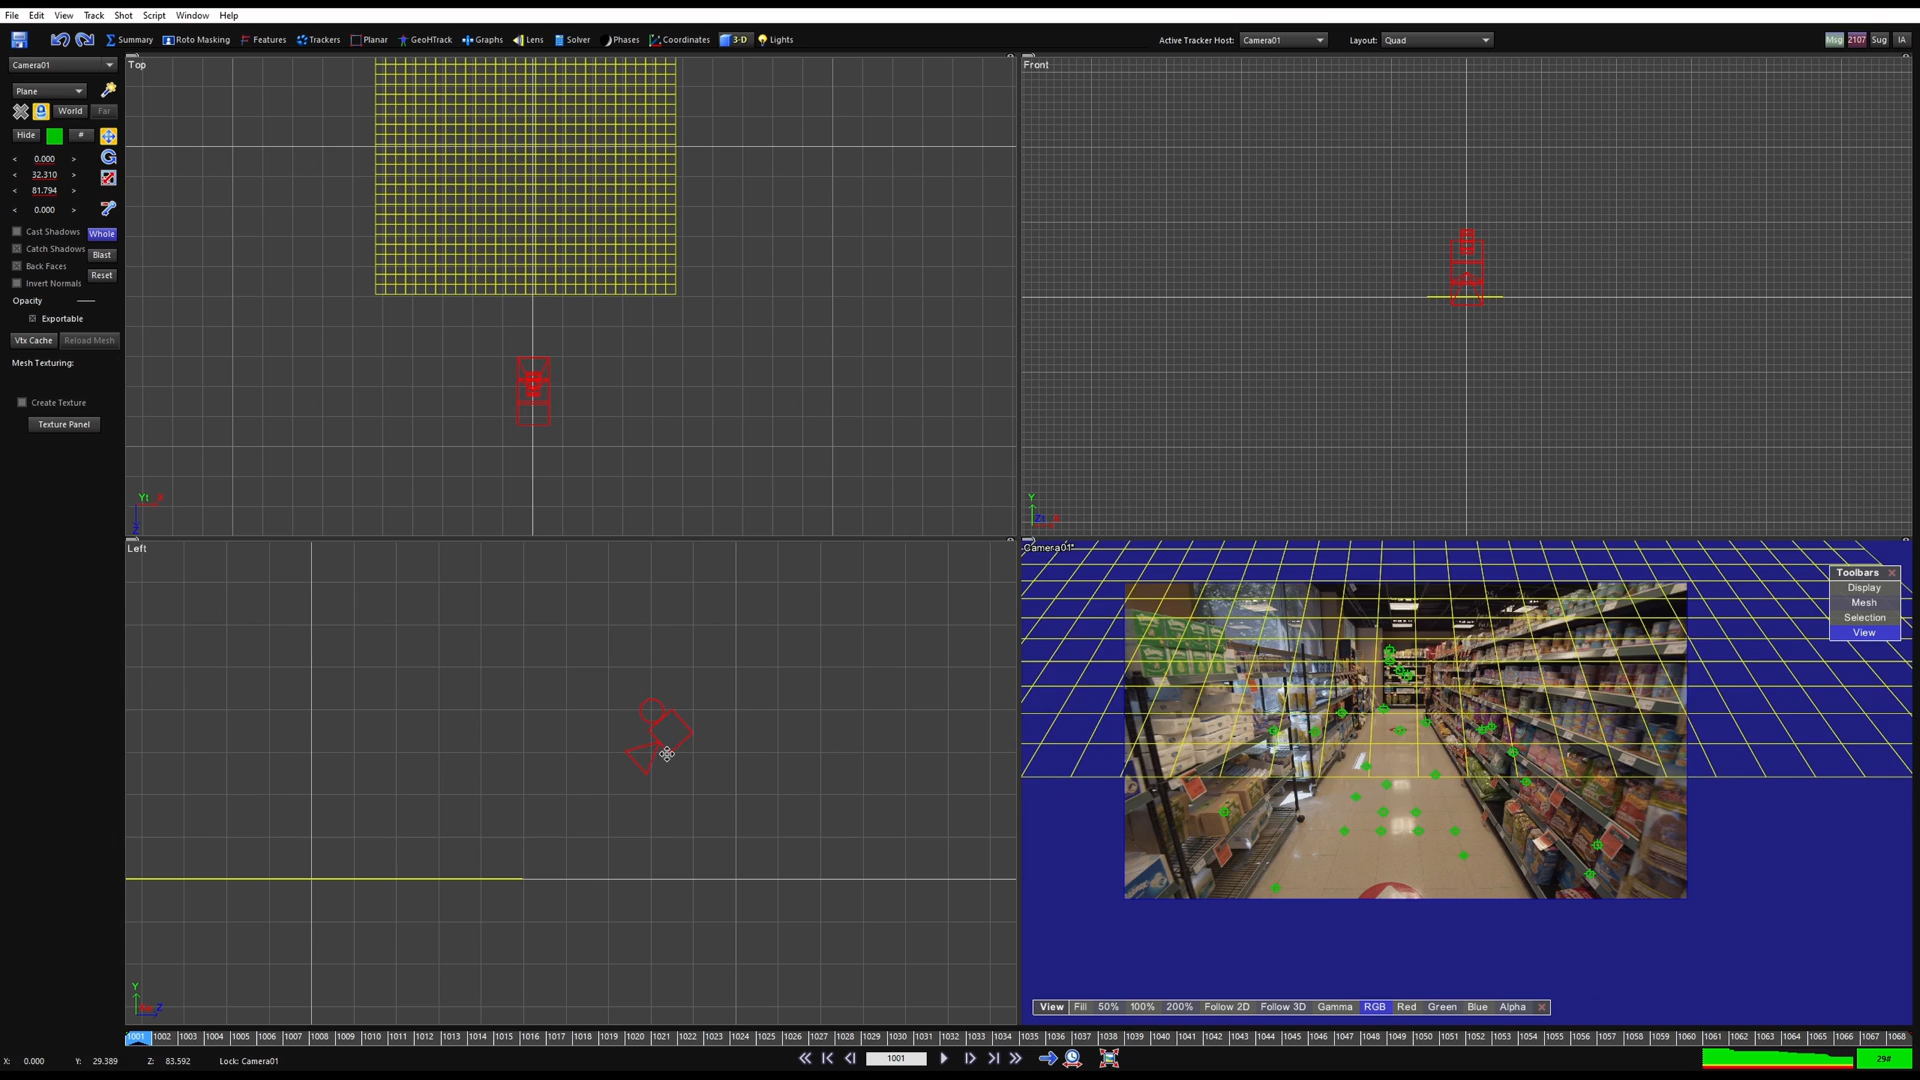 File Edit View Track Shot Script Window Help
Summary Roto Masking Features Trackers Planar GeoHTrack Graphs Lens Solver Phases Coordinates 3-D Lights Active Tracker Host: Camera01 Layout: Quad Msg 2107 Sug IA
Camera01
Plane
World Far
Hide #
< 0.000 >
< 32.310 >
< 81.794 >
< 0.000 >
Cast Shadows Whole
Catch Shadows
Blast
Back Faces
Reset
Invert Normals
Opacity
Exportable
Vtx Cache Reload Mesh
Mesh Texturing:
Create Texture
Texture Panel
Top
Yt X
Z
Front
Y
Zt X
Left
Y
Z
Camera01*
Toolbars x
Display
Mesh
Selection
View
View Fill 50% 100% 200% Follow 2D Follow 3D Gamma RGB Red Green Blue Alpha x
1001 1002 1003 1004 1005 1006 1007 1008 1009 1010 1011 1012 1013 1014 1015 1016 1017 1018 1019 1020 1021 1022 1023 1024 1025 1026 1027 1028 1029 1030 1031 1032 1033 1034 1035 1036 1037 1038 1039 1040 1041 1042 1043 1044 1045 1046 1047 1048 1049 1050 1051 1052 1053 1054 1055 1056 1057 1058 1059 1060 1061 1062 1063 1064 1065 1066 1067 1068
X: 0.000 Y: 29.389 Z: 83.592 Lock: Camera01 1001 29#